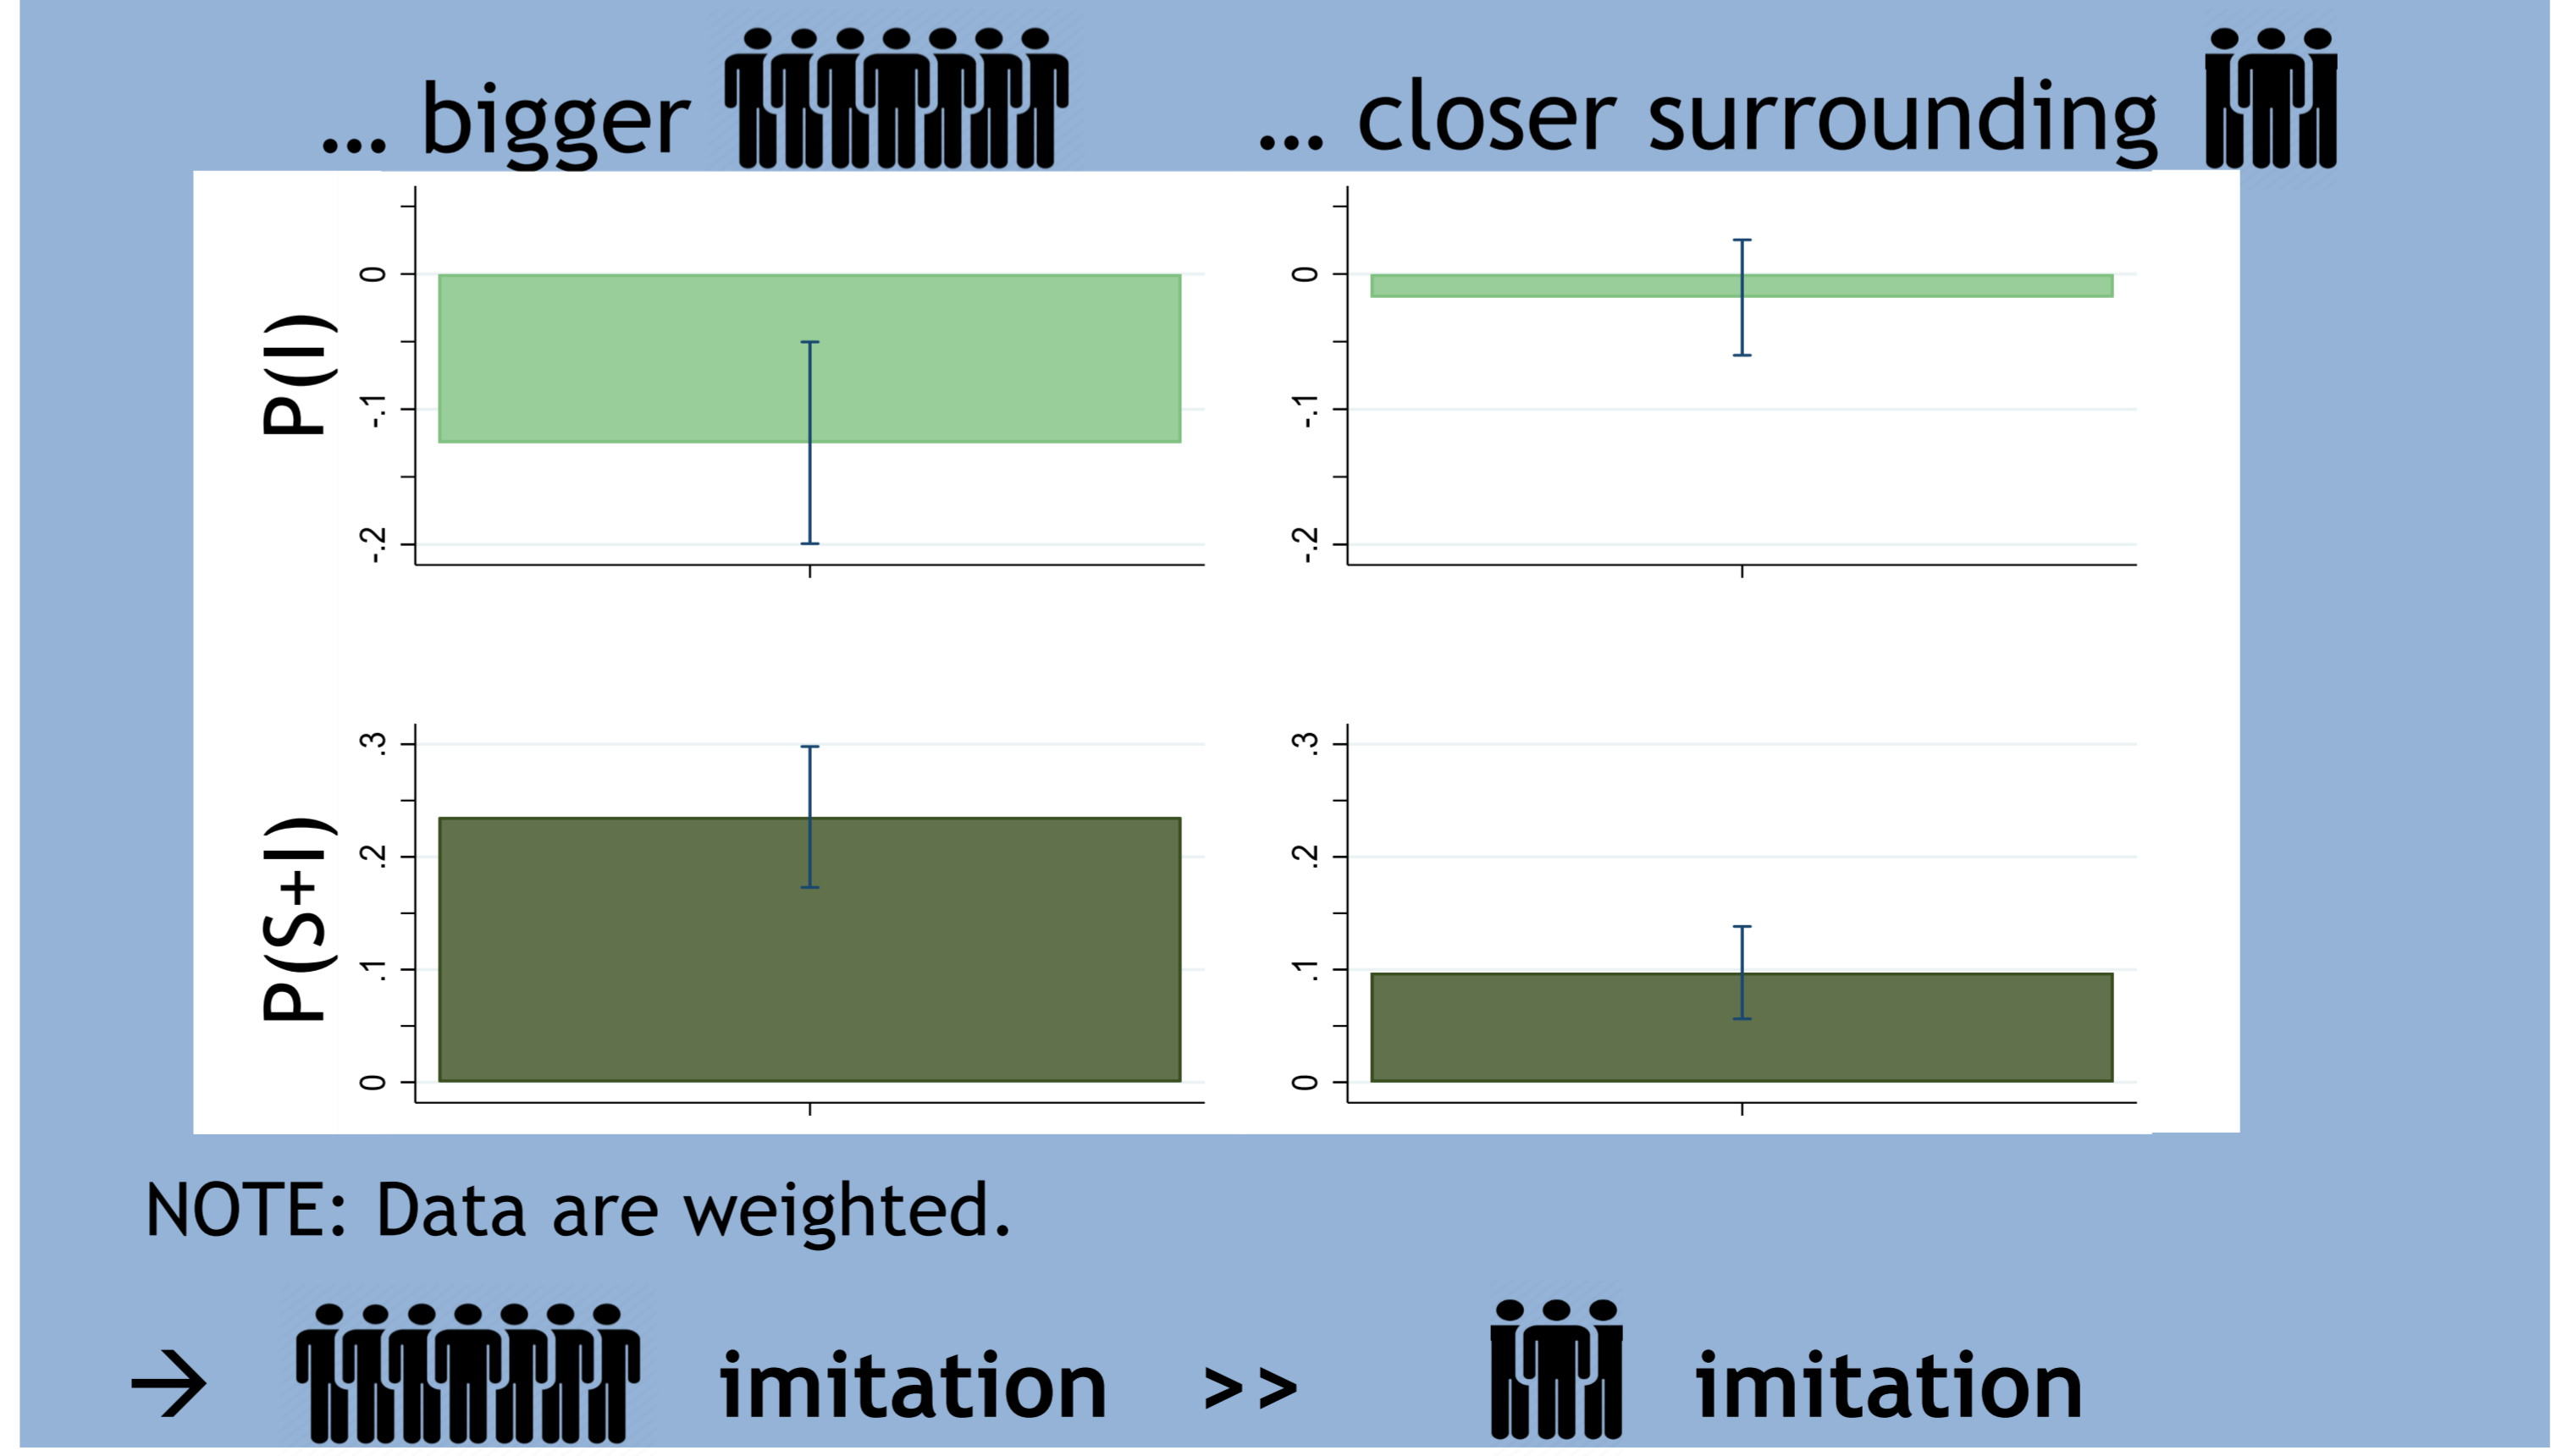 ... bigger
... closer surrounding
P(I)
0
-.1
-.2
0
-.1
-.2
P(S+I)
.3
.2
.1
0
.3
.2
.1
0
NOTE: Data are weighted.
→ imitation >> imitation